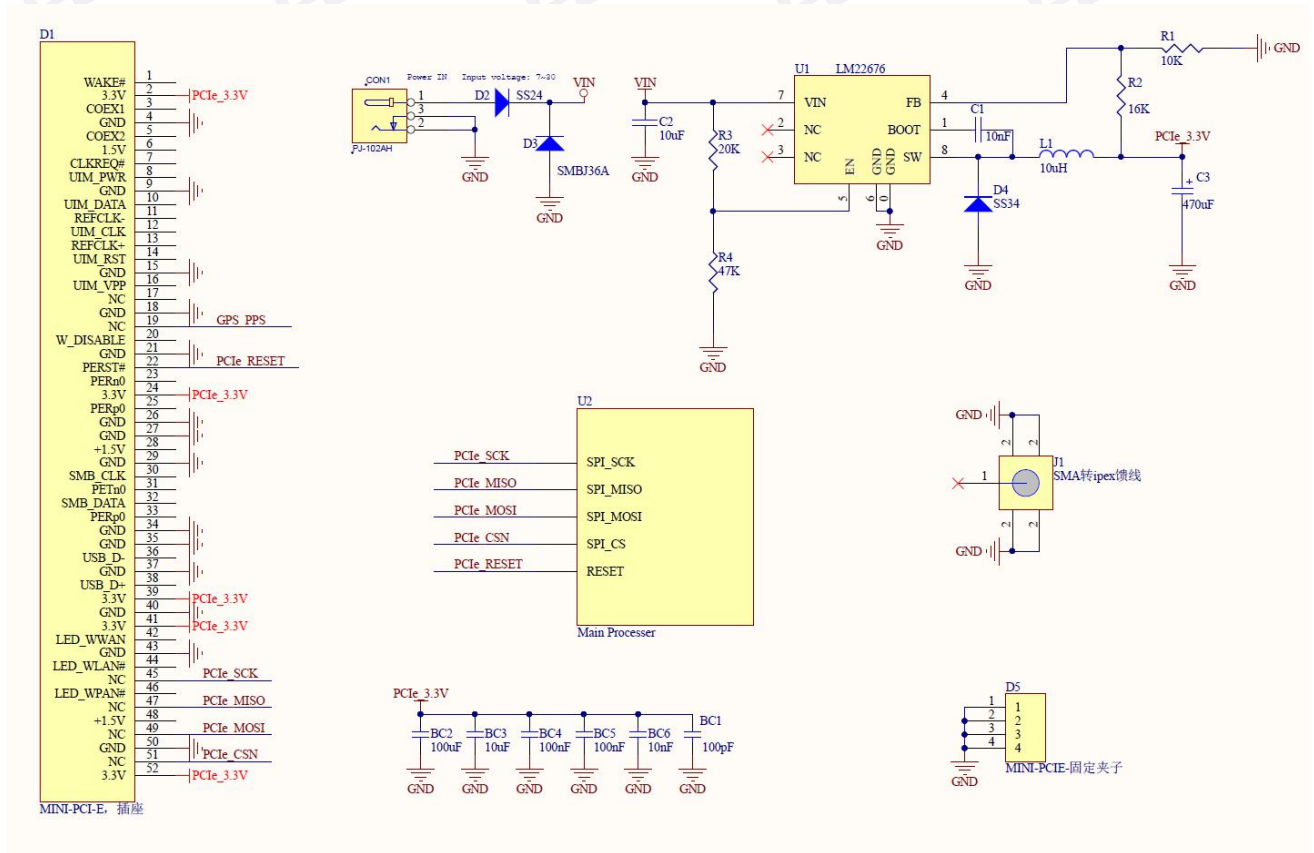 D1
WAKE# 1
3.3V 2 PCIe_3.3V
COEX1 3
GND 4
COEX2 5
1.5V 6
CLKREQ# 7
UIM_PWR 8
GND 9
UIM_DATA 10
REFCLK- 11
UIM_CLK 12
REFCLK+ 13
UIM_RST 14
GND 15
UIM_VPP 16
NC 17
GND 18
NC 19 GPS_PPS
W_DISABLE 20
GND 21
PERST# 22 PCIe_RESET
PERn0 23
3.3V 24 PCIe_3.3V
PERp0 25
GND 26
GND 27
+1.5V 28
GND 29
SMB_CLK 30
PETn0 31
SMB_DATA 32
PERp0 33
GND 34
GND 35
USB_D- 36
GND 37
USB_D+ 38
3.3V 39 PCIe_3.3V
GND 40
3.3V 41 PCIe_3.3V
LED_WWAN 42
GND 43
LED_WLAN# 44
NC 45 PCIe_SCK
LED_WPAN# 46
NC 47 PCIe_MISO
+1.5V 48
NC 49 PCIe_MOSI
GND 50
NC 51 PCIe_CSN
3.3V 52 PCIe_3.3V
MINI-PCI-E，插座
CON1 Power IN Input voltage: 7~30
1
3
2
PJ-102AH
D2 SS24
VIN
D3
SMBJ36A
GND
GND
VIN
C2
10uF
GND
R3
20K
R4
47K
GND
U1 LM22676
7 VIN
2 NC
3 NC
FB 4
BOOT 1
SW 8
EN 5
GND 6
GND 0
GND
C1
10nF
D4
SS34
GND
L1
10uH
R1
10K
GND
R2
16K
PCIe_3.3V
C3
+
470uF
GND
U2
PCIe_SCK SPI_SCK
PCIe_MISO SPI_MISO
PCIe_MOSI SPI_MOSI
PCIe_CSN SPI_CS
PCIe_RESET RESET
Main Processer
GND
2 2
1
J1
SMA转ipex馈线
2 2
GND
PCIe_3.3V
BC2
100uF
BC3
10uF
BC4
100nF
BC5
100nF
BC6
10nF
BC1
100pF
GND GND GND GND GND GND
D5
1 1
2 2
3 3
4 4
MINI-PCIE-固定夹子
GND